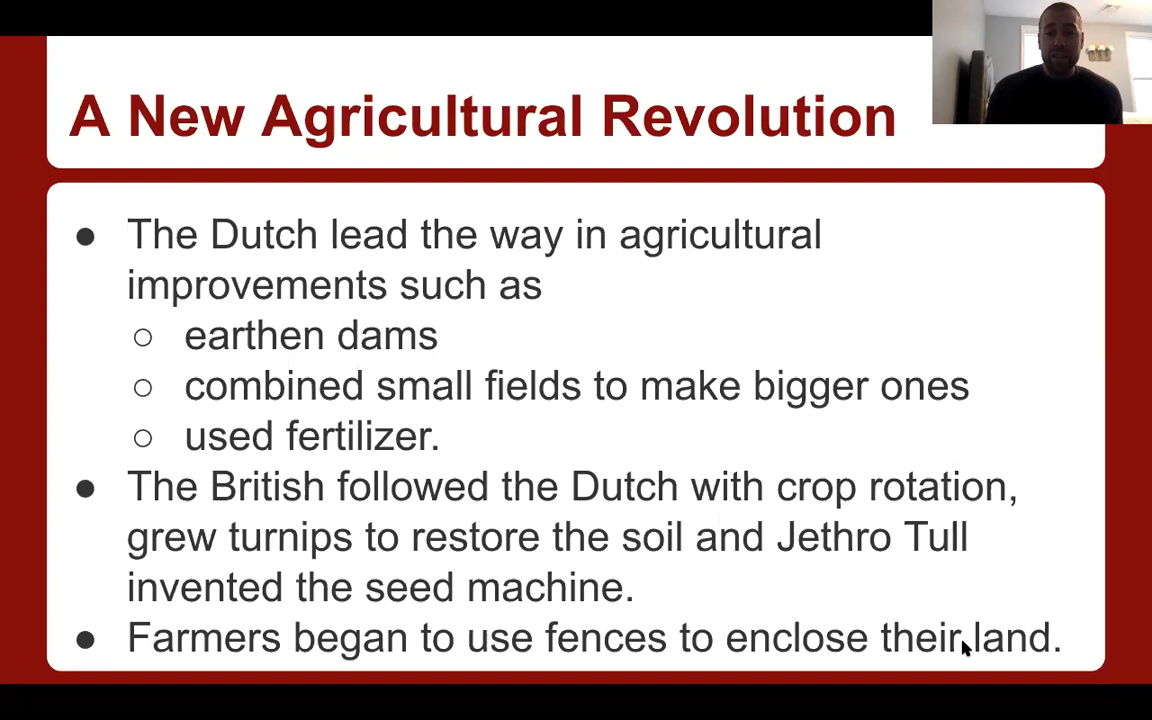 A New Agricultural Revolution
● The Dutch lead the way in agricultural
improvements such as
○ earthen dams
○ combined small fields to make bigger ones
○ used fertilizer.
● The British followed the Dutch with crop rotation,
grew turnips to restore the soil and Jethro Tull
invented the seed machine.
● Farmers began to use fences to enclose their land.